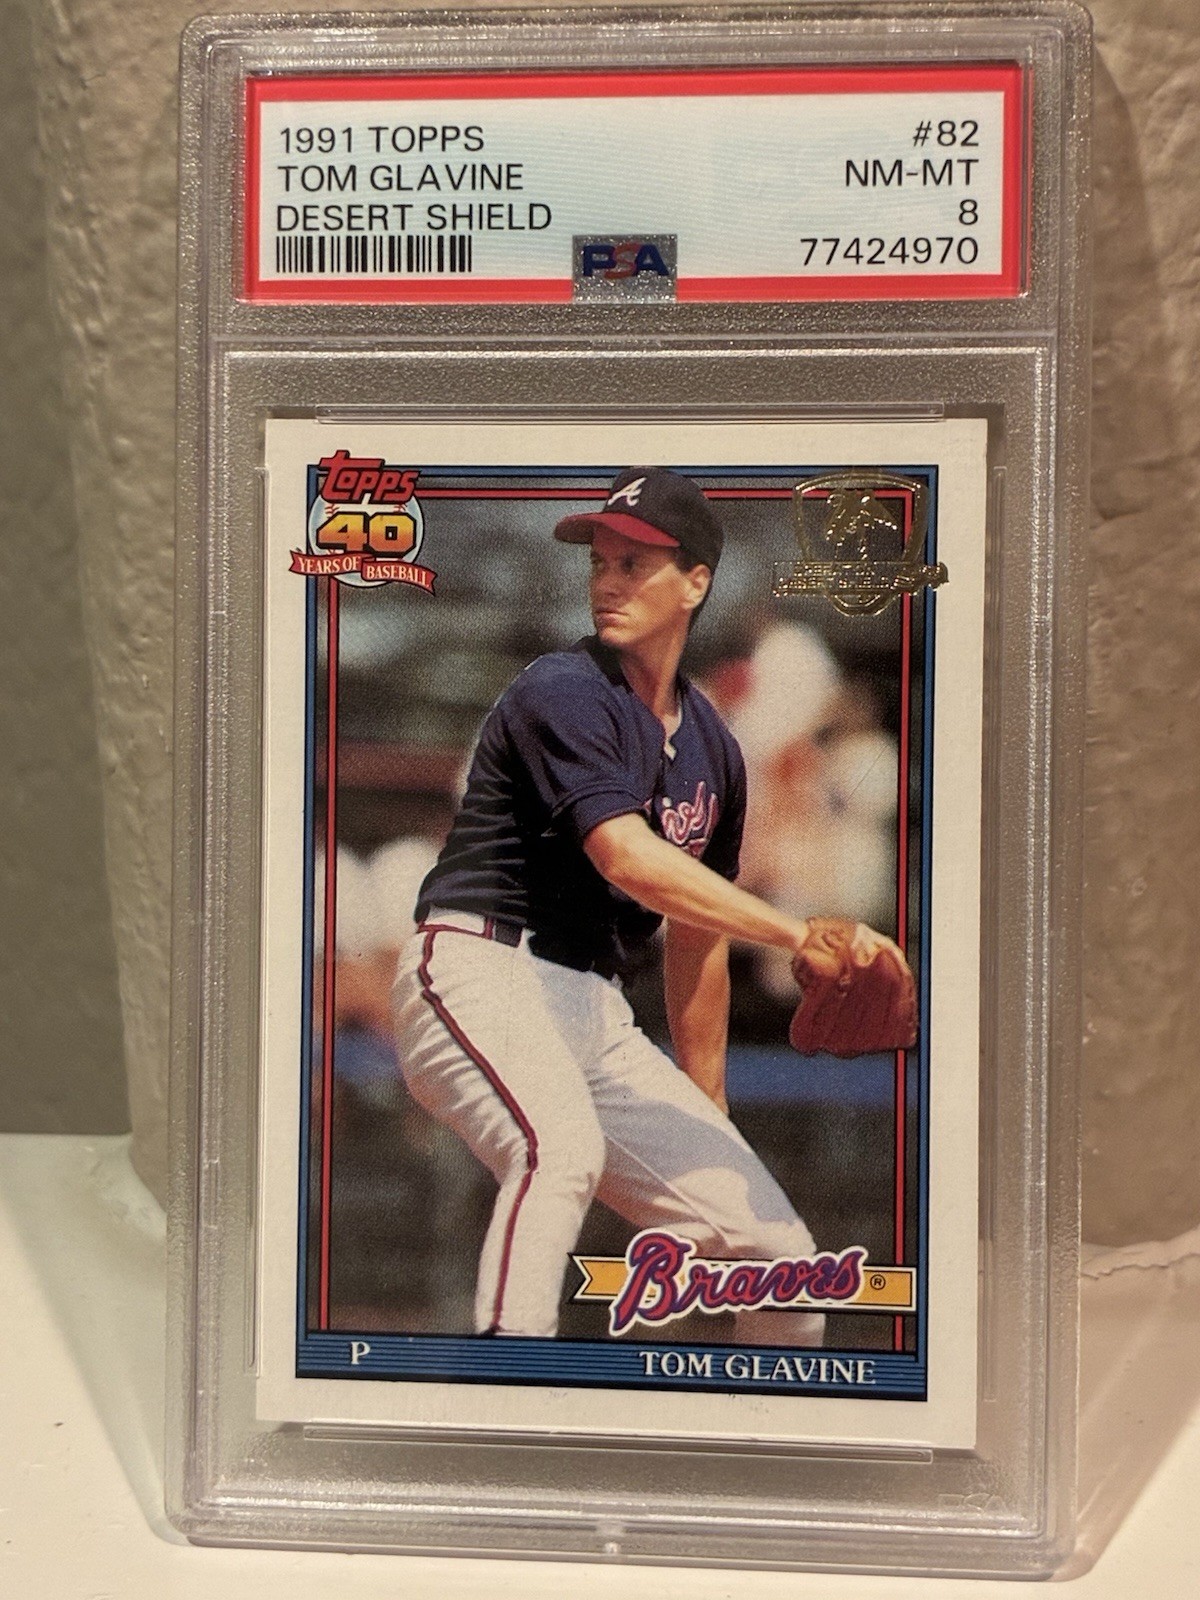 1991 TOPPS #82
TOM GLAVINE NM-MT
DESERT SHIELD 8
PSA 77424970
TOPPS
40
YEARS OF BASEBALL
A
Braves®
P TOM GLAVINE
PSA